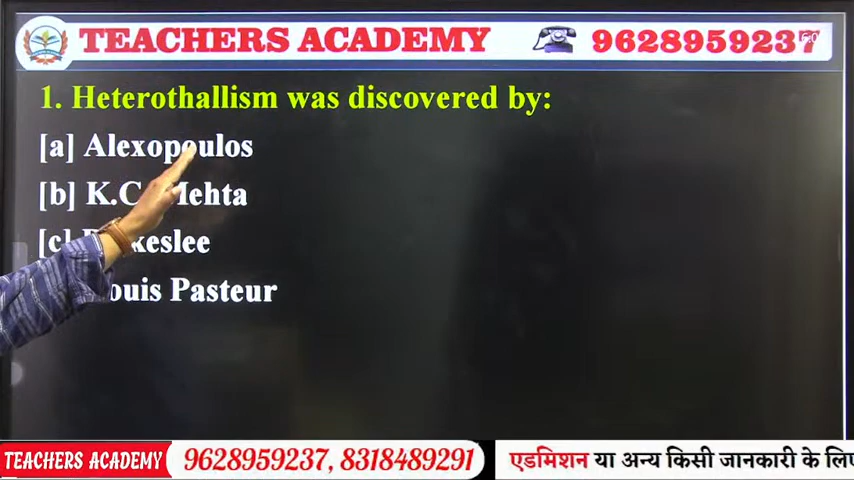 TEACHERS ACADEMY 9628959237
1. Heterothallism was discovered by:
[a] Alexopoulos
[b] K.C. Mehta
[c] keslee
ouis Pasteur
TEACHERS ACADEMY 9628959237, 8318489291 एडमिशन या अन्य किसी जानकारी के लिए